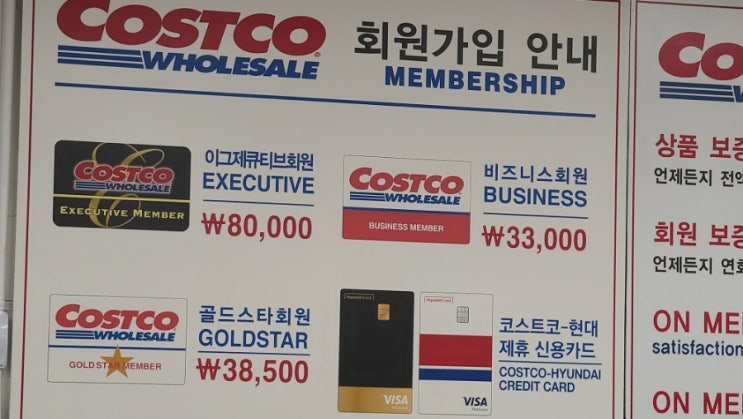 COSTCO
WHOLESALE
회원가입 안내
MEMBERSHIP
COSTCO
WHOLESALE
EXECUTIVE MEMBER
이그제큐티브회원
EXECUTIVE
₩80,000
COSTCO
WHOLESALE
BUSINESS MEMBER
비즈니스회원
BUSINESS
₩33,000
COSTCO
WHOLESALE
GOLD STAR MEMBER
골드스타회원
GOLDSTAR
₩38,500
VISA
VISA
Platinum
코스트코-현대
제휴 신용카드
COSTCO-HYUNDAI
CREDIT CARD
CO
상품 보증
언제든지 전액
회원 보증
언제든지 연회
ON ME
satisfaction
ON ME